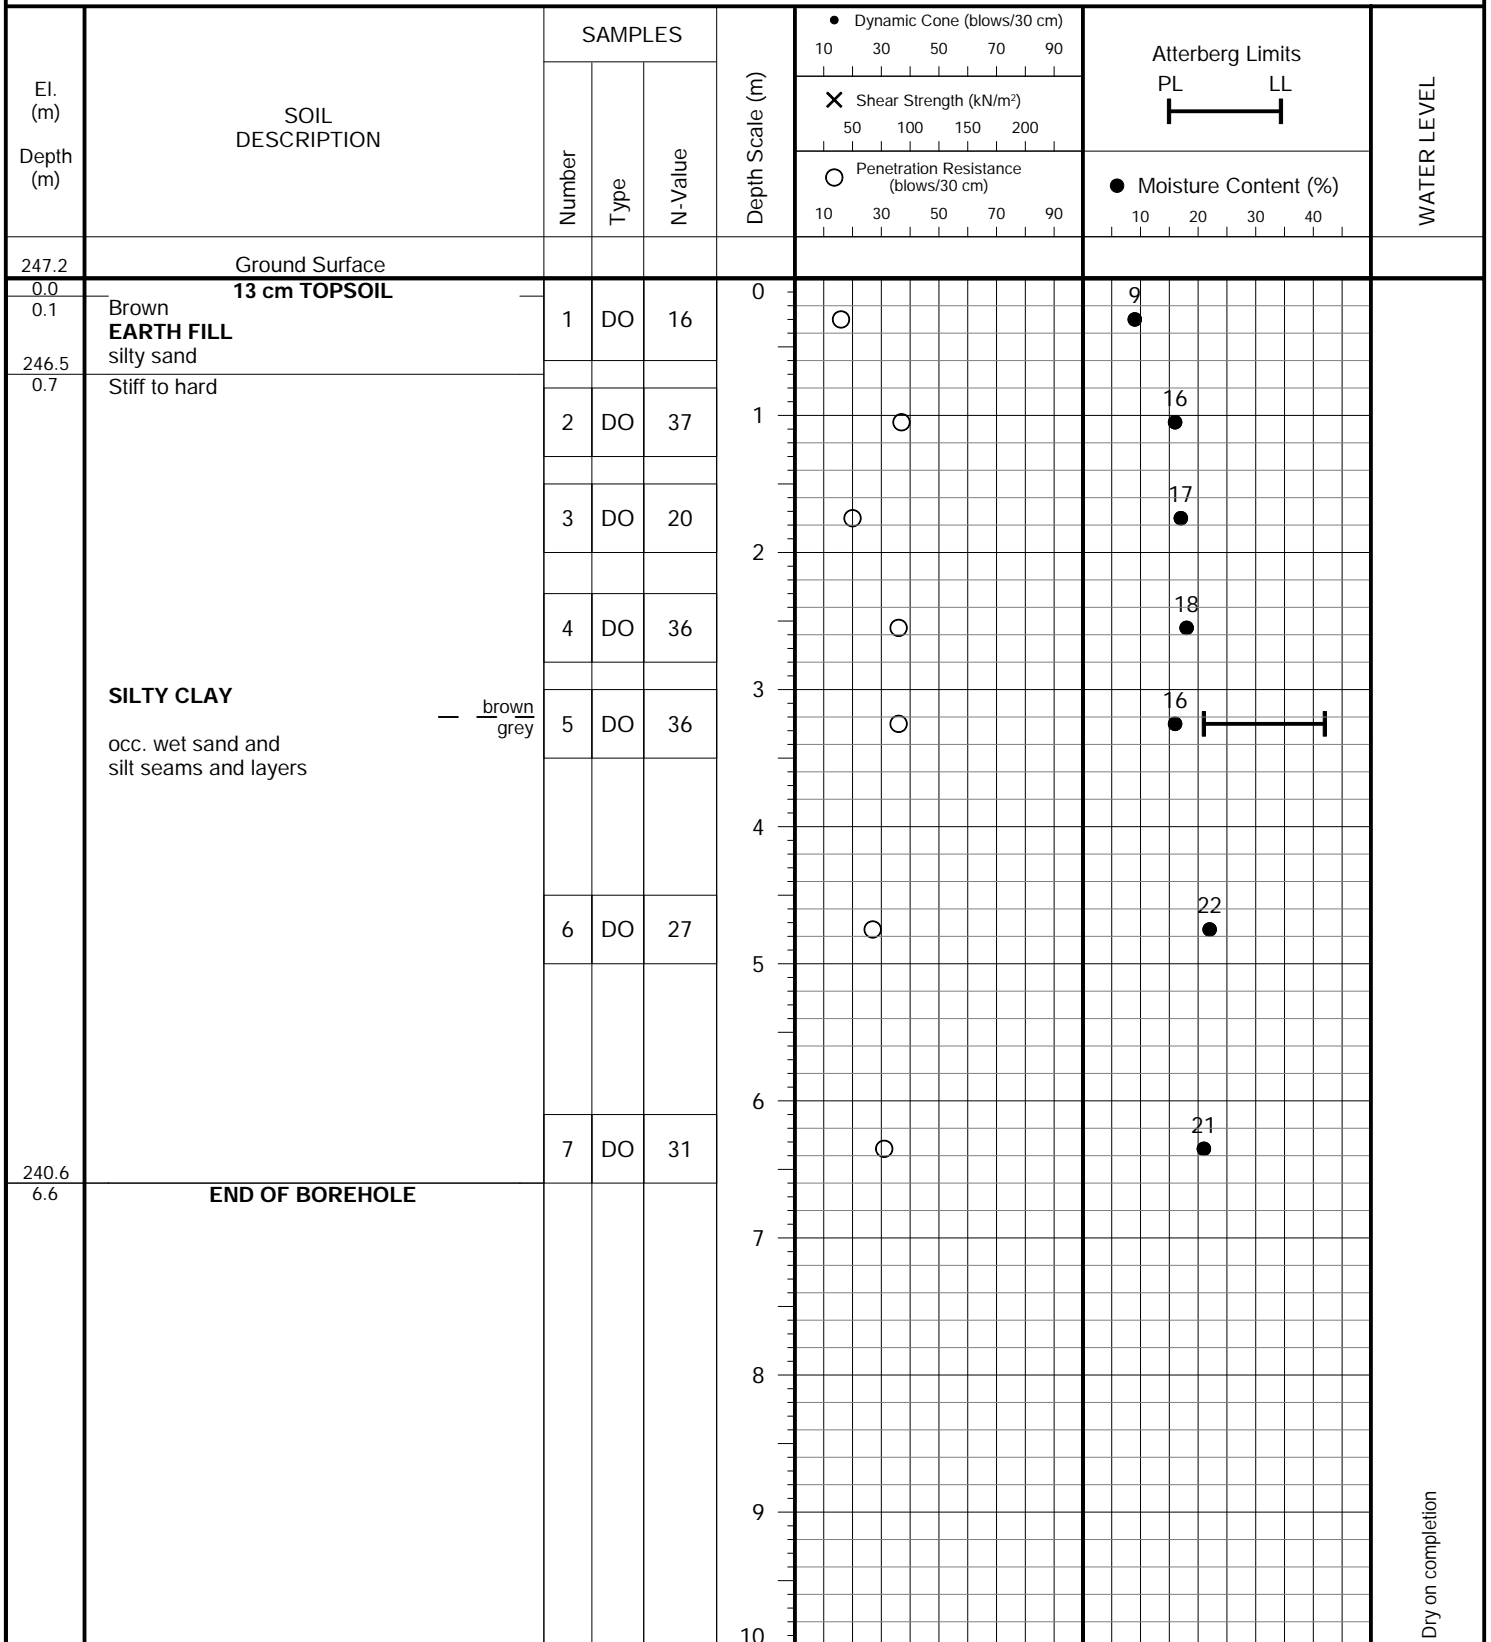 El.
(m)
Depth
(m)
SOIL
DESCRIPTION
SAMPLES
Number
Type
N-Value
Depth Scale (m)
Dynamic Cone (blows/30 cm)
10 30 50 70 90
Shear Strength (kN/m²)
50 100 150 200
Penetration Resistance
(blows/30 cm)
10 30 50 70 90
Atterberg Limits
PL LL
Moisture Content (%)
10 20 30 40
WATER LEVEL
247.2 Ground Surface
0.0 13 cm TOPSOIL 0
0.1 Brown 9
EARTH FILL 1 DO 16
silty sand
246.5
0.7 Stiff to hard
16
2 DO 37 1
17
3 DO 20
2
18
4 DO 36
3
SILTY CLAY 16
brown
5 DO 36
grey
occ. wet sand and
silt seams and layers
4
22
6 DO 27
5
6
21
7 DO 31
240.6
6.6 END OF BOREHOLE
7
8
9
10
Dry on completion